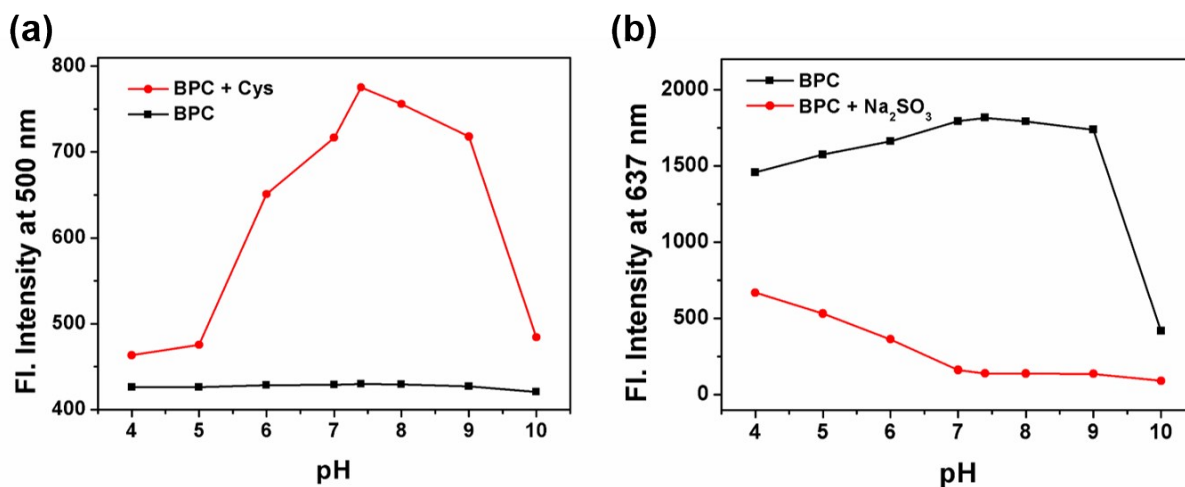 (a)
Fl. Intensity at 500 nm
800
700
600
500
400
BPC + Cys
BPC
4 5 6 7 8 9 10
pH
(b)
Fl. Intensity at 637 nm
2000
1500
1000
500
0
BPC
BPC + Na₂SO₃
4 5 6 7 8 9 10
pH